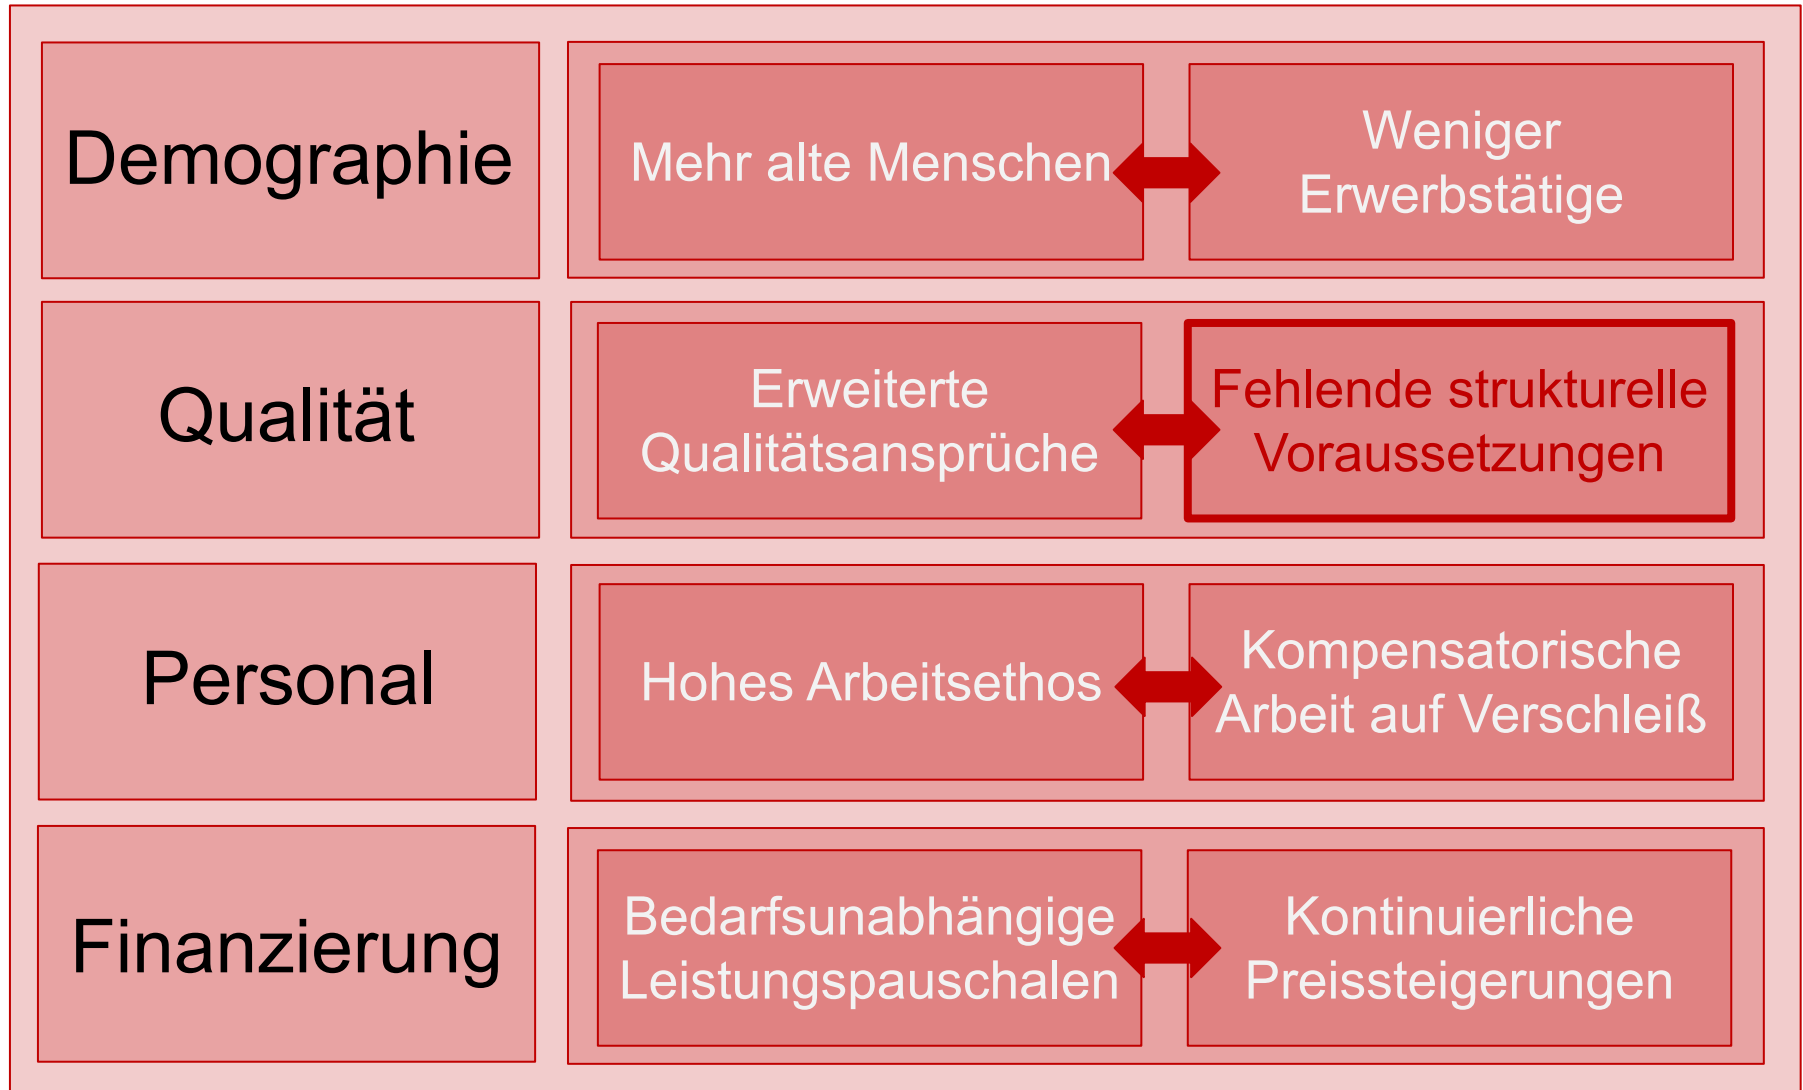 Demographie
Mehr alte Menschen
Weniger
Erwerbstätige
Qualität
Erweiterte
Qualitätsansprüche
Fehlende strukturelle
Voraussetzungen
Personal
Hohes Arbeitsethos
Kompensatorische
Arbeit auf Verschleiß
Finanzierung
Bedarfsunabhängige
Leistungspauschalen
Kontinuierliche
Preissteigerungen